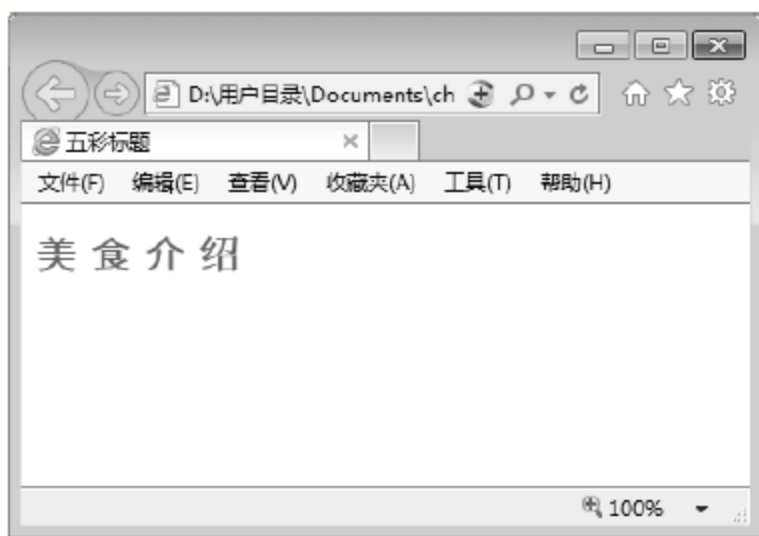 D:\用户目录\Documents\ch
五彩标题
文件(F) 编辑(E) 查看(V) 收藏夹(A) 工具(T) 帮助(H)
美 食 介 绍
100%